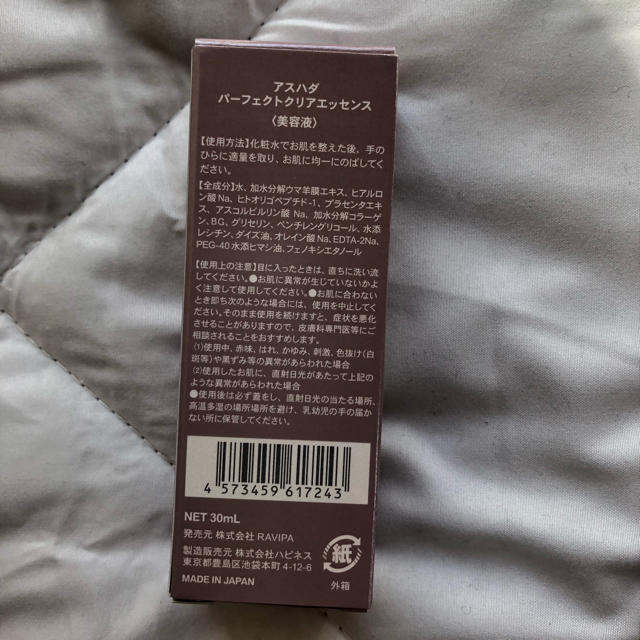 アスハダ
パーフェクトクリアエッセンス
〈美容液〉
【使用方法】化粧水でお肌を整えた後、手の
ひらに適量を取り、お肌に均一にのばしてく
ださい。
【全成分】水、加水分解ウマ羊膜エキス、ヒアルロ
ン酸Na、ヒトオリゴペプチド-1、プラセンタエキ
ス、アスコルビルリン酸 Na、加水分解コラーゲ
ン、BG、グリセリン、ペンチレングリコール、水添
レシチン、ダイズ油、オレイン酸Na、EDTA-2Na、
PEG-40 水添ヒマシ油、フェノキシエタノール
【使用上の注意】目に入ったときは、直ちに洗い流
してください。●お肌に異常が生じていないかよ
く注意して使用してください。●お肌に合わない
とき即ち次のような場合には、使用を中止してく
ださい。そのまま使用を続けますと、症状を悪化
させることがありますので、皮膚科専門医等にご
相談されることをおすすめします。
(1)使用中、赤味、はれ、かゆみ、刺激、色抜け(白
斑等)や黒ずみ等の異常があらわれた場合
(2)使用したお肌に、直射日光があたって上記の
ような異常があらわれた場合
●使用後は必ず蓋をし、直射日光の当たる場所、
高温多湿の場所場所を避け、乳幼児の手の届か
ない所に保管してください。
4 573459 617243
NET 30mL
発売元 株式会社 RAVIPA
製造販売元 株式会社ハピネス
東京都豊島区池袋本町 4-12-6
MADE IN JAPAN
紙
外箱